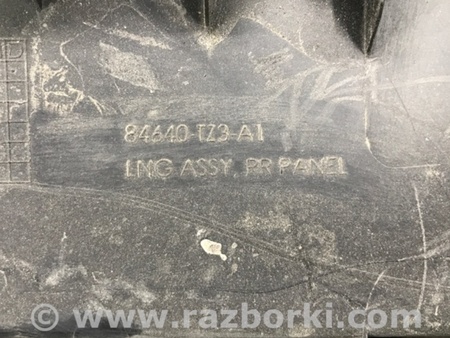 84640 TZ3 A1
LNG ASSY, RR PANEL
© www.razborki.com